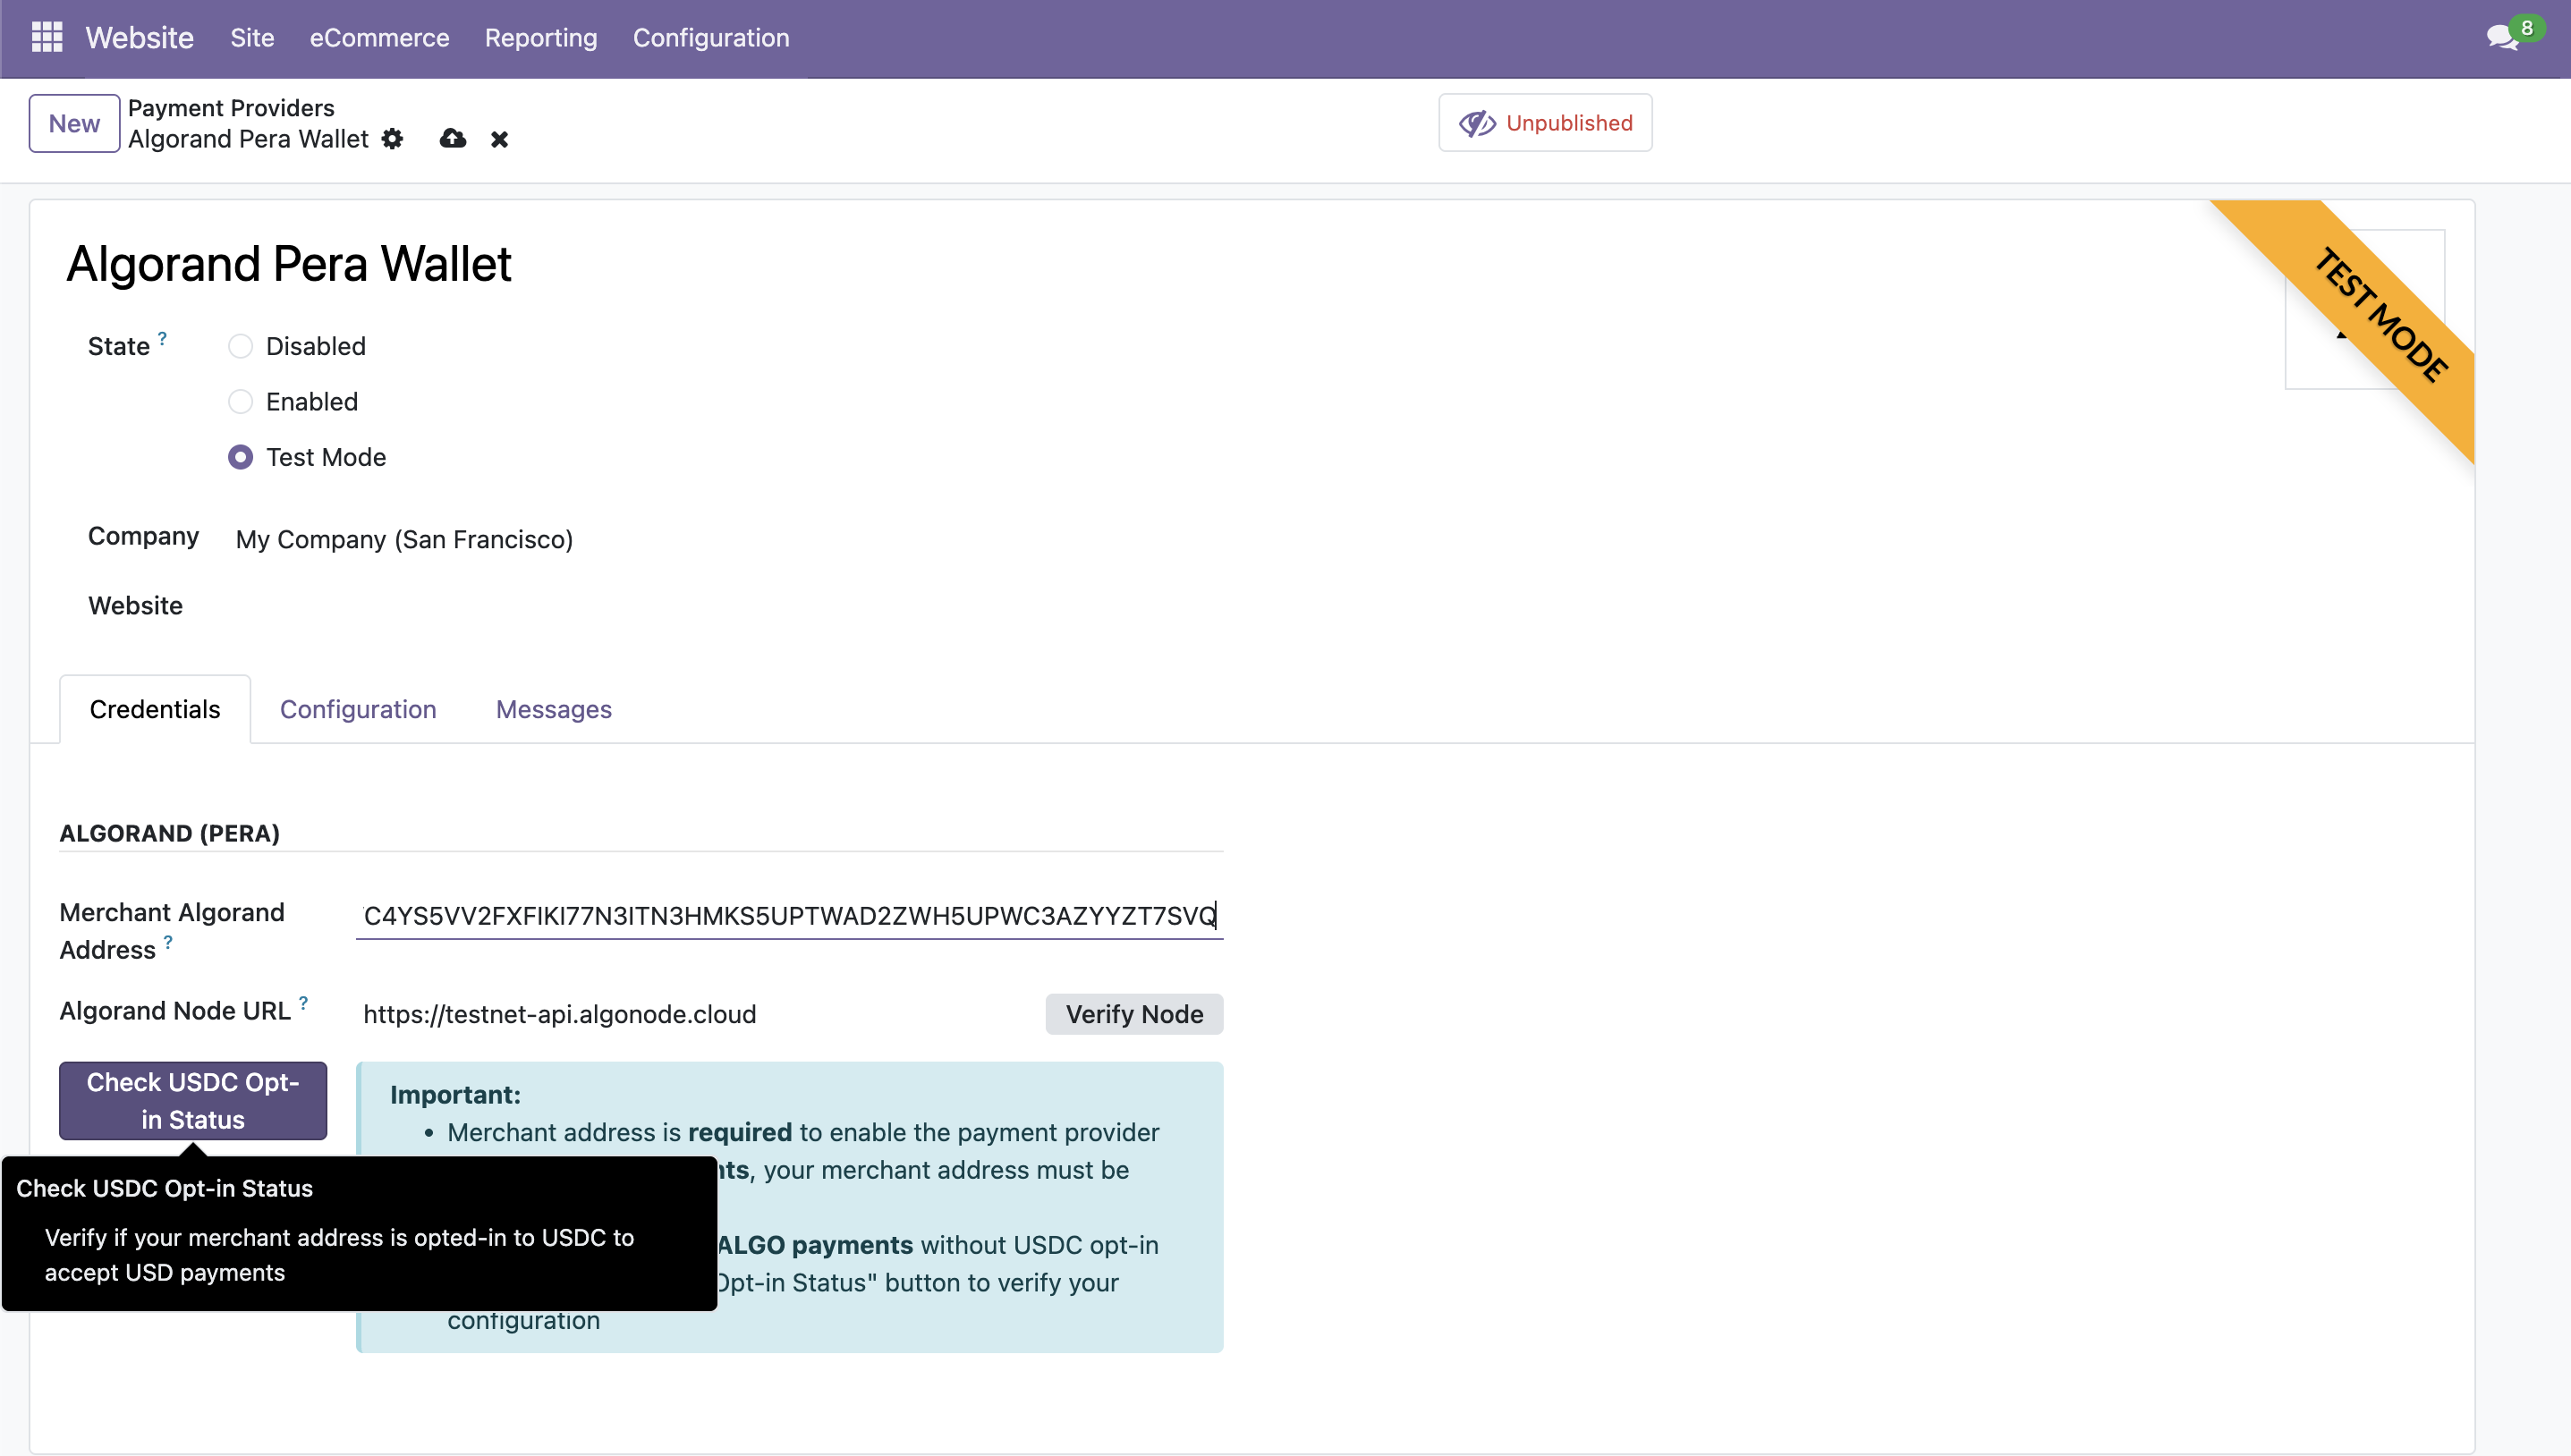 Website Site eCommerce Reporting Configuration 8
New Payment Providers
Algorand Pera Wallet
Unpublished
TEST MODE
Algorand Pera Wallet
State ? Disabled
Enabled
Test Mode
Company My Company (San Francisco)
Website
Credentials Configuration Messages
ALGORAND (PERA)
Merchant Algorand
Address ?
C4YS5VV2FXFIKI77N3ITN3HMKS5UPTWAD2ZWH5UPWC3AZYYZT7SVQ
Algorand Node URL ? https://testnet-api.algonode.cloud Verify Node
Check USDC Opt-
in Status
Important:
• Merchant address is required to enable the payment provider
, your merchant address must be
ALGO payments without USDC opt-in
Opt-in Status" button to verify your
configuration
Check USDC Opt-in Status
Verify if your merchant address is opted-in to USDC to
accept USD payments